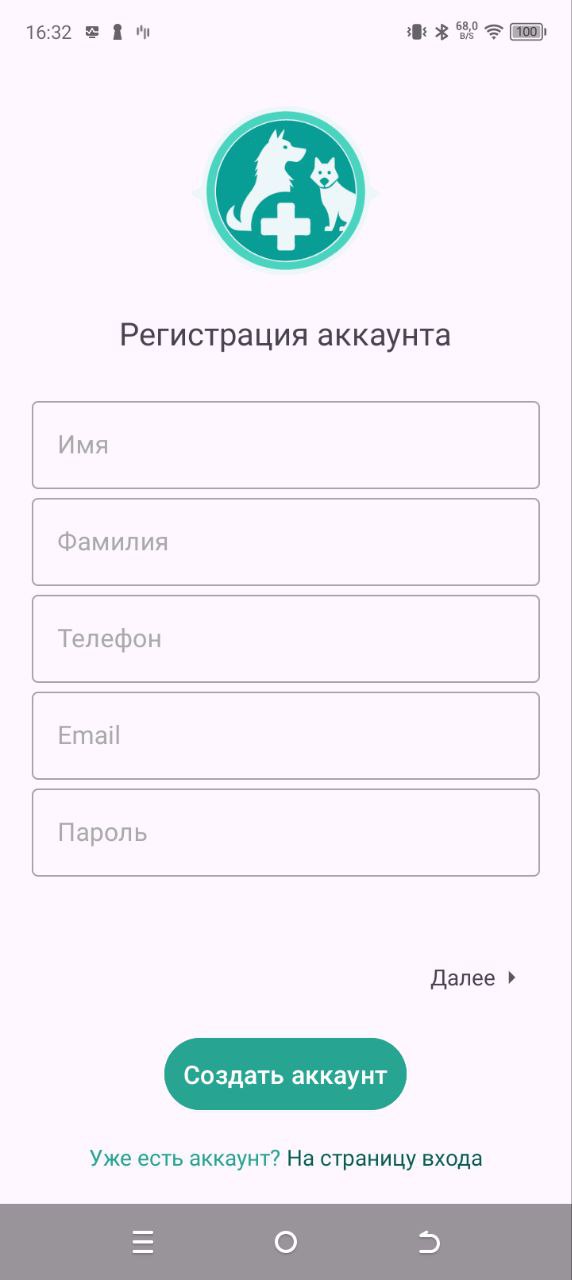 16:32
68,0
B/S
100
Регистрация аккаунта
Имя
Фамилия
Телефон
Email
Пароль
Далее
Создать аккаунт
Уже есть аккаунт? На страницу входа